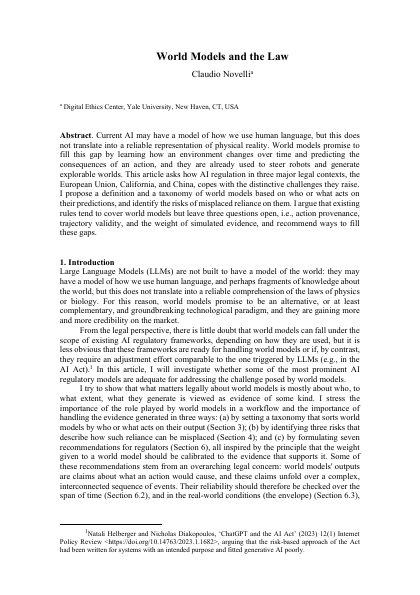 World Models and the Law
Claudio Novelliᵃ
ᵃ Digital Ethics Center, Yale University, New Haven, CT, USA
Abstract. Current AI may have a model of how we use human language, but this does
not translate into a reliable representation of physical reality. World models promise to
fill this gap by learning how an environment changes over time and predicting the
consequences of an action, and they are already used to steer robots and generate
explorable worlds. This article asks how AI regulation in three major legal contexts, the
European Union, California, and China, copes with the distinctive challenges they raise.
I propose a definition and a taxonomy of world models based on who or what acts on
their predictions, and identify the risks of misplaced reliance on them. I argue that existing
rules tend to cover world models but leave three questions open, i.e., action provenance,
trajectory validity, and the weight of simulated evidence, and recommend ways to fill
these gaps.
1. Introduction
Large Language Models (LLMs) are not built to have a model of the world: they may
have a model of how we use human language, and perhaps fragments of knowledge about
the world, but this does not translate into a reliable comprehension of the laws of physics
or biology. For this reason, world models promise to be an alternative, or at least
complementary, and groundbreaking technological paradigm, and they are gaining more
and more credibility on the market.
From the legal perspective, there is little doubt that world models can fall under the
scope of existing AI regulatory frameworks, depending on how they are used, but it is
less obvious that these frameworks are ready for handling world models or if, by contrast,
they require an adjustment effort comparable to the one triggered by LLMs (e.g., in the
AI Act).¹ In this article, I will investigate whether some of the most prominent AI
regulatory models are adequate for addressing the challenge posed by world models.
I try to show that what matters legally about world models is mostly about who, to
what extent, what they generate is viewed as evidence of some kind. I stress the
importance of the role played by world models in a workflow and the importance of
handling the evidence generated in three ways: (a) by setting a taxonomy that sorts world
models by who or what acts on their output (Section 3); (b) by identifying three risks that
describe how such reliance can be misplaced (Section 4); and (c) by formulating seven
recommendations for regulators (Section 6), all inspired by the principle that the weight
given to a world model should be calibrated to the evidence that supports it. Some of
these recommendations stem from an overarching legal concern: world models' outputs
are claims about what an action would cause, and these claims unfold over a complex,
interconnected sequence of events. Their reliability should therefore be checked over the
span of time (Section 6.2), and in the real-world conditions (the envelope) (Section 6.3),
¹Natali Helberger and Nicholas Diakopoulos, ‘ChatGPT and the AI Act’ (2023) 12(1) Internet
Policy Review <https://doi.org/10.14763/2023.1.1682>, arguing that the risk-based approach of the Act
had been written for systems with an intended purpose and fitted generative AI poorly.